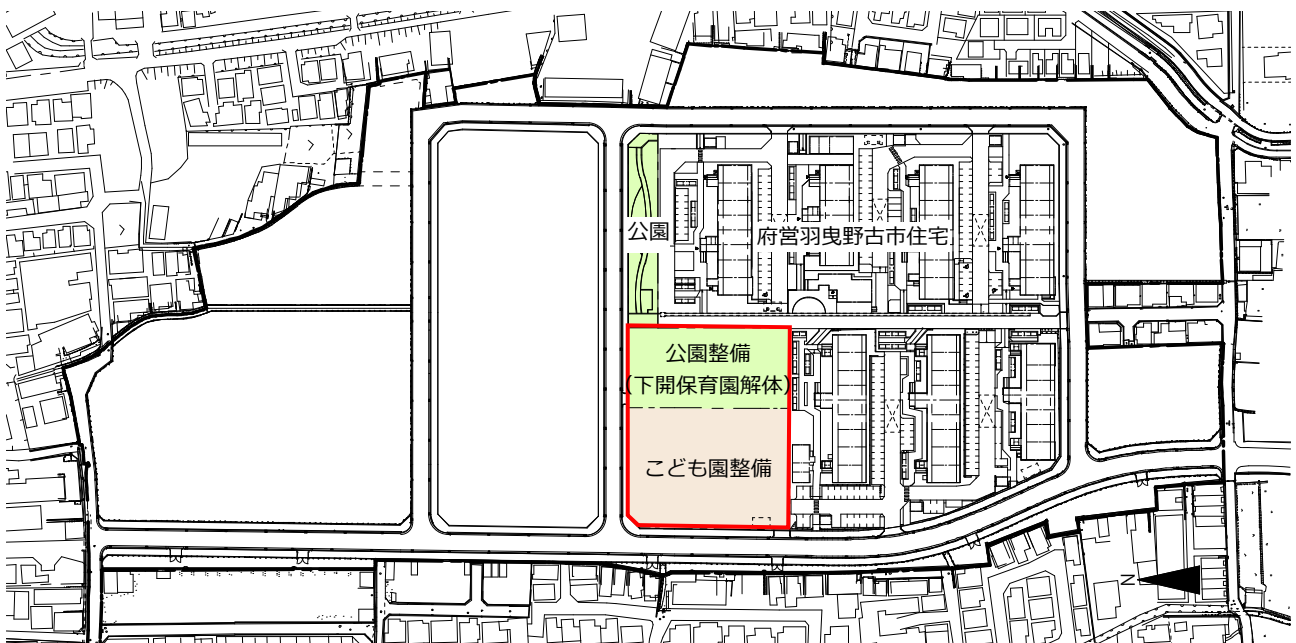 公園
府営羽曳野古市住宅
公園整備
(下開保育園解体)
こども園整備
N